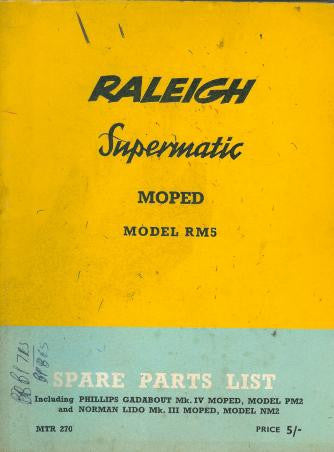 RALEIGH
Supermatic
MOPED
MODEL RM5
SPARE PARTS LIST
Including PHILLIPS GADABOUT Mk. IV MOPED, MODEL PM2
and NORMAN LIDO Mk. III MOPED, MODEL NM2
MTR 270 PRICE 5/-